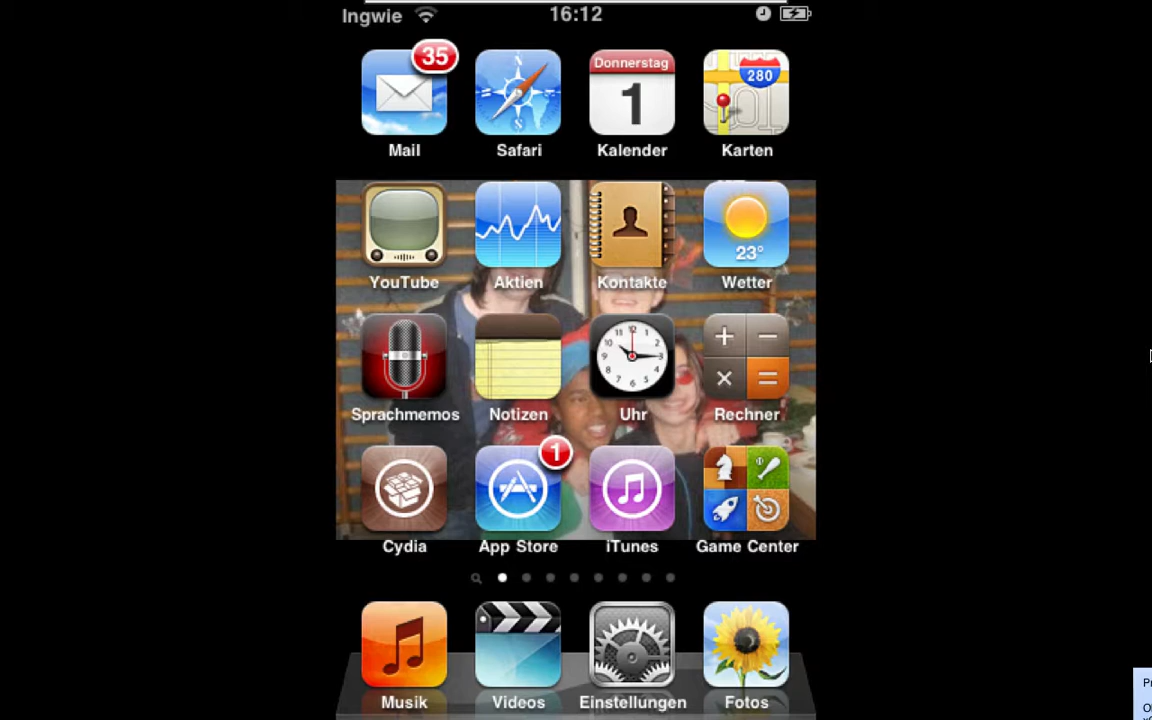 Ingwie 16:12
35
Donnerstag
1
280
Mail Safari Kalender Karten
23°
YouTube Aktien Kontakte Wetter
Sprachmemos Notizen Uhr Rechner
1
Cydia App Store iTunes Game Center
Musik Videos Einstellungen Fotos